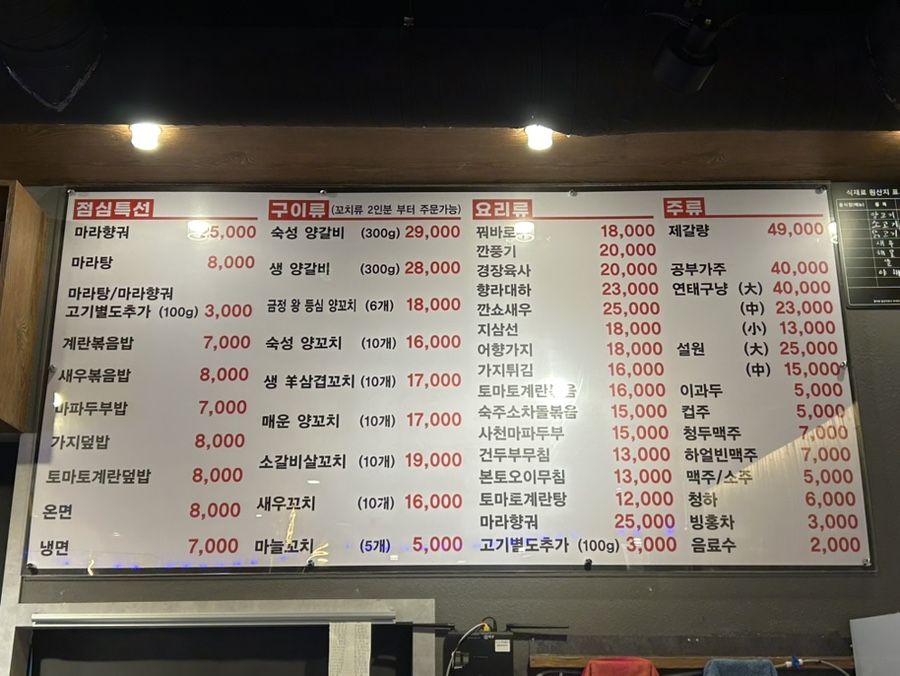 점심특선
마라향궈 5,000
마라탕 8,000
마라탕/마라향궈
고기별도추가 (100g) 3,000
계란볶음밥 7,000
새우볶음밥 8,000
마파두부밥 7,000
가지덮밥 8,000
토마토계란덮밥 8,000
온면 8,000
냉면 7,000
구이류 (꼬치류 2인분 부터 주문가능)
숙성 양갈비 (300g) 29,000
생 양갈비 (300g) 28,000
금정 왕 등심 양꼬치 (6개) 18,000
숙성 양꼬치 (10개) 16,000
생 羊삼겹꼬치 (10개) 17,000
매운 양꼬치 (10개) 17,000
소갈비살꼬치 (10개) 19,000
새우꼬치 (10개) 16,000
마늘꼬치 (5개) 5,000
요리류
꿔바로 18,000
깐풍기 20,000
경장육사 20,000
향라대하 23,000
깐쇼새우 25,000
지삼선 18,000
어향가지 18,000
가지튀김 16,000
토마토계란볶음 16,000
숙주소차돌볶음 15,000
사천마파두부 15,000
건두부무침 13,000
본토오이무침 13,000
토마토계란탕 12,000
마라향궈 25,000
고기별도추가 (100g) 3,000
주류
제갈량 49,000
공부가주 40,000
연태구냥 (大) 40,000
(中) 23,000
(小) 13,000
설원 (大) 25,000
(中) 15,000
이과두 5,000
컵주 5,000
청두맥주 7,000
하얼빈맥주 7,000
맥주/소주 5,000
청하 6,000
빙홍차 3,000
음료수 2,000
식재료 원산지 표